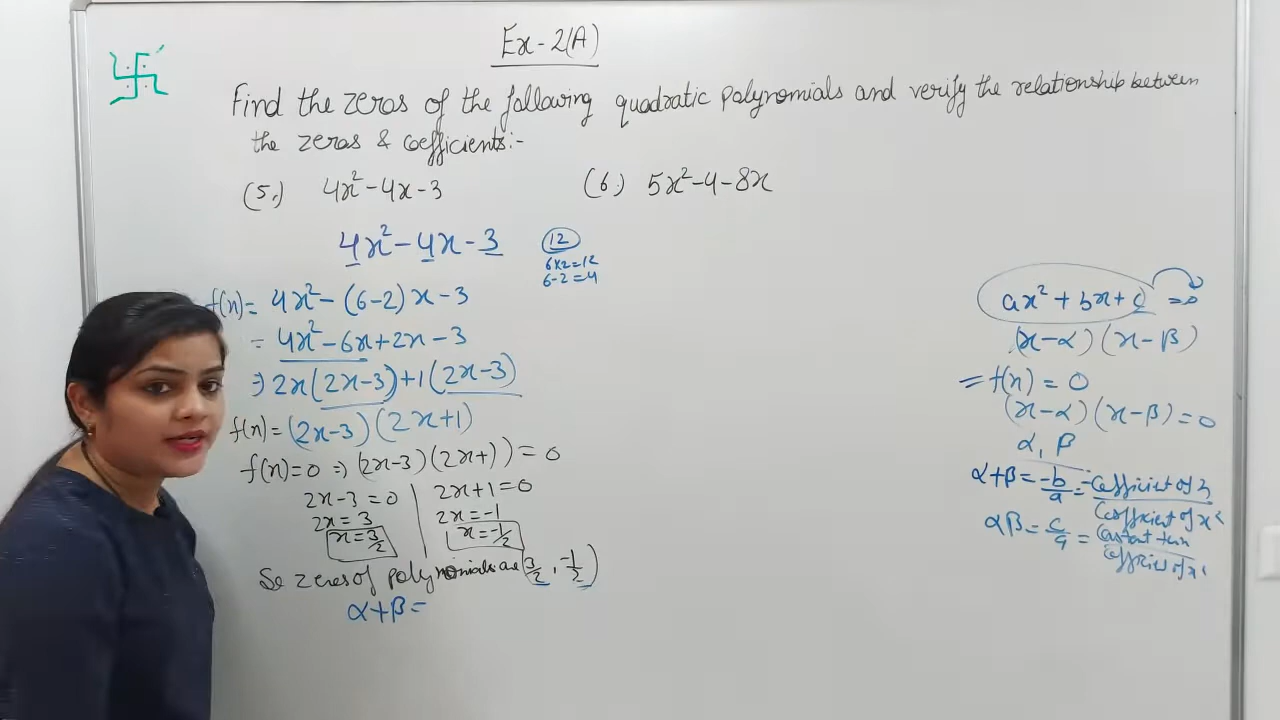 Ex - 2(A)
Find the zeros of the following quadratic polynomials and verify the relationship between
the zeros & coefficients:-
(5.) 4x² - 4x - 3
(6.) 5x² - 4 - 8x
4x² - 4x - 3
12
6x2=12
6-2=4
f(x) = 4x² - (6-2)x - 3
= 4x² - 6x + 2x - 3
⇒ 2x(2x-3) + 1(2x-3)
f(x) = (2x-3)(2x+1)
f(x) = 0 ⇒ (2x-3)(2x+1) = 0
2x-3 = 0 | 2x+1 = 0
2x = 3 | 2x = -1
x = 3/2 | x = -1/2
So zeros of polynomials are (3/2, -1/2)
α+β=
ax² + bx + c = 0
(x-α)(x-β)
= f(x) = 0
(x-α)(x-β) = 0
α, β
α+β = -b/a = -Coefficient of x / Coefficient of x²
αβ = c/a = Constant term / Coefficient of x²